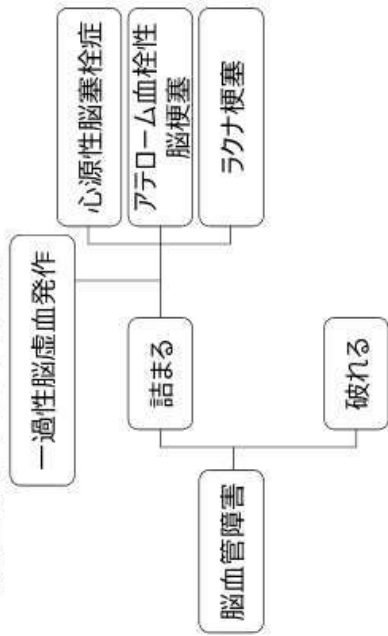 脳血管障害
詰まる
破れる
一過性脳虚血発作
心源性脳塞栓症
アテローム血栓性
脳梗塞
ラクナ梗塞